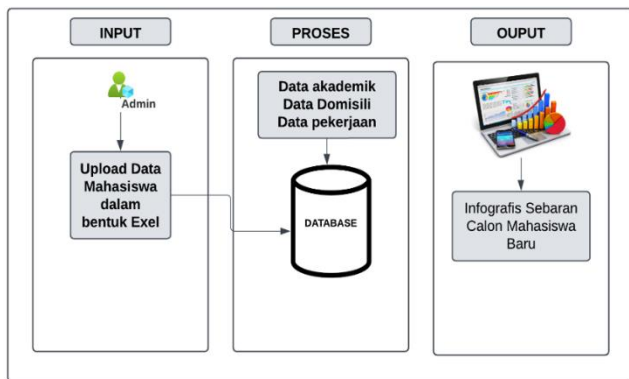 INPUT
PROSES
OUPUT
Admin
Upload Data
Mahasiswa
dalam
bentuk Exel
Data akademik
Data Domisili
Data pekerjaan
DATABASE
Infografis Sebaran
Calon Mahasiswa
Baru